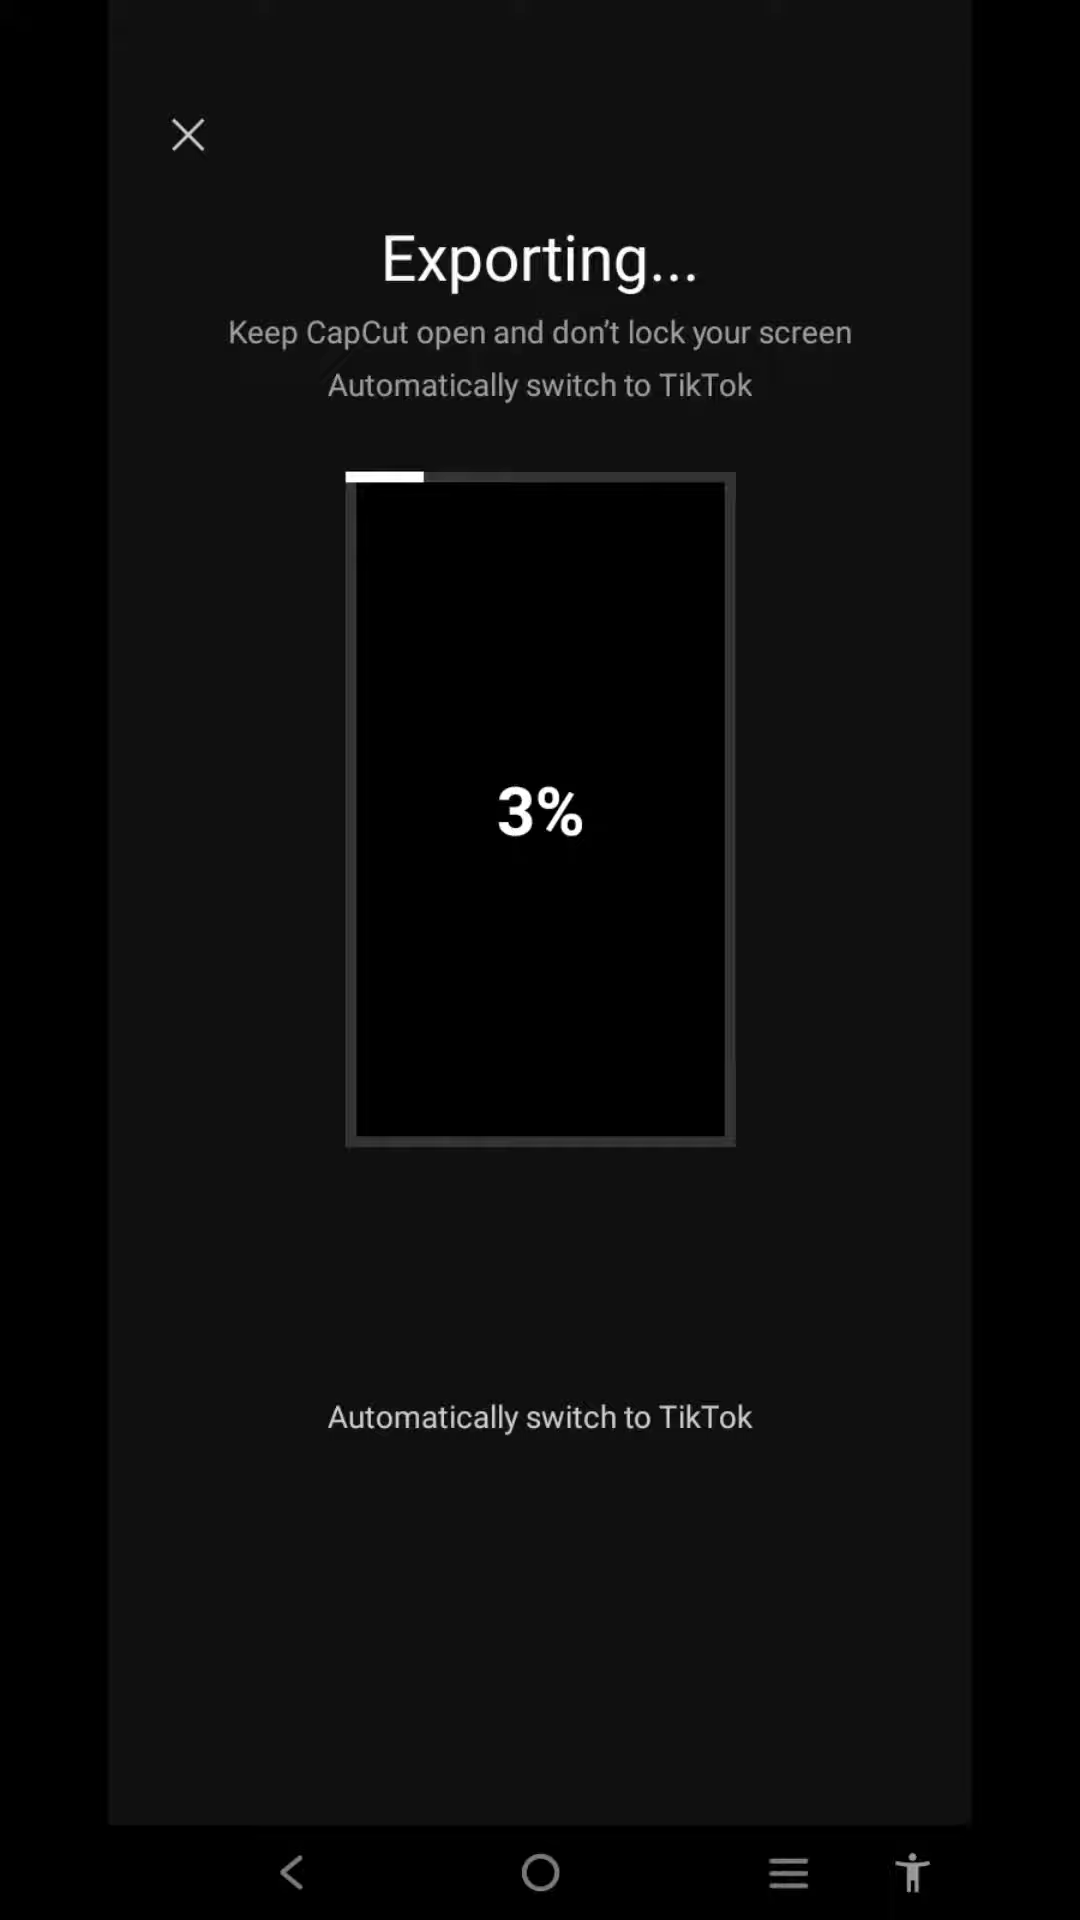 Exporting...
Keep CapCut open and don’t lock your screen
Automatically switch to TikTok
3%
Automatically switch to TikTok